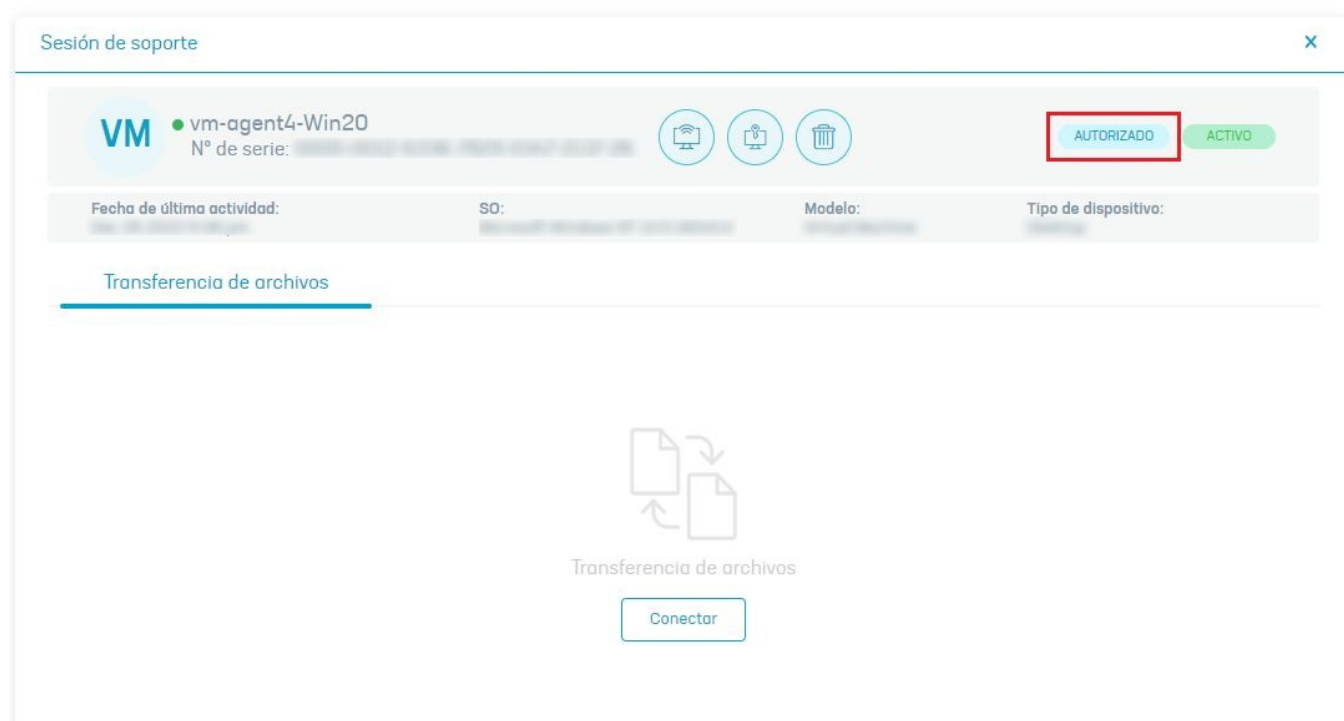 Sesión de soporte
X
VM
vm-agent4-Win20
Nº de serie:
AUTORIZADO
ACTIVO
Fecha de última actividad:
SO:
Modelo:
Tipo de dispositivo:
Transferencia de archivos
Transferencia de archivos
Conectar